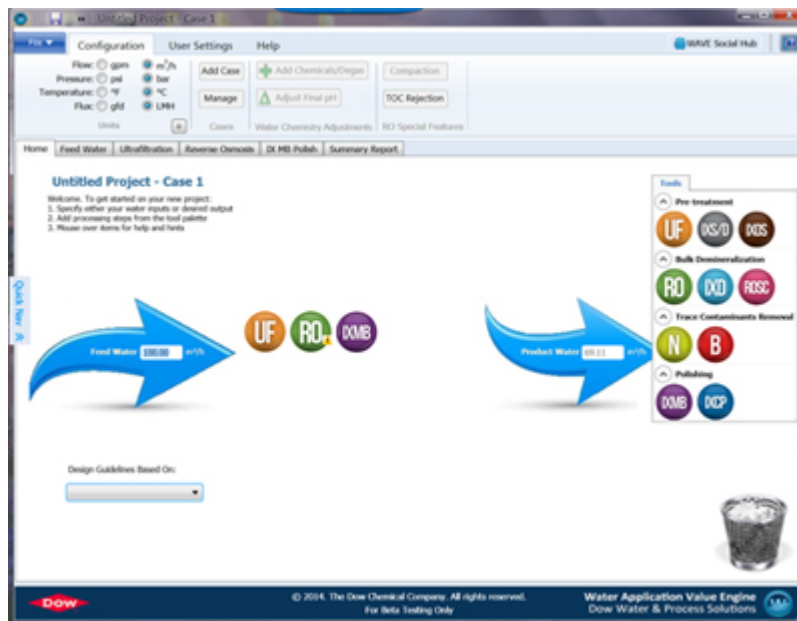 Untitled Project - Case 1
File
Configuration
User Settings
Help
WAVE Social Hub
Flow: gpm m³/h
Pressure: psi bar
Temperature: °F °C
Flux: gfd LMH
Units
Add Case
Manage
Cases
Add Chemicals/Degas
Adjust Final pH
Water Chemistry Adjustments
Compaction
TOC Rejection
RO Special Features
Home
Feed Water
Ultrafiltration
Reverse Osmosis
IX MB Polish
Summary Report
Untitled Project - Case 1
Welcome. To get started on your new project:
1. Specify either your water inputs or desired output
2. Add processing steps from the tool palette
3. Mouse over items for help and hints
Quick Nav
Feed Water 100.00 m³/h
UF
RO
IXMB
Product Water m³/h
Tools
Pre-treatment
UF
IXS/D
IXOS
Bulk Demineralization
RO
IXD
ROSC
Trace Contaminants Removal
N
B
Polishing
IXMB
IXCP
Design Guidelines Based On:
DOW
© 2014. The Dow Chemical Company. All rights reserved.
For Beta Testing Only
Water Application Value Engine
Dow Water & Process Solutions